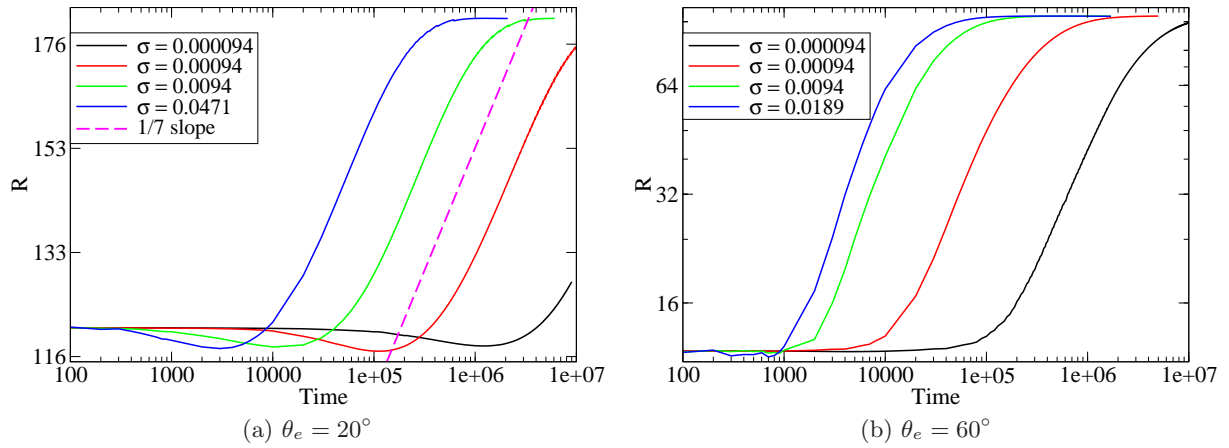 176
153
133
116
R
σ = 0.000094
σ = 0.00094
σ = 0.0094
σ = 0.0471
1/7 slope
100 1000 10000 1e+05 1e+06 1e+07
Time
(a) θe = 20°
64
32
16
R
σ = 0.000094
σ = 0.00094
σ = 0.0094
σ = 0.0189
100 1000 10000 1e+05 1e+06 1e+07
Time
(b) θe = 60°